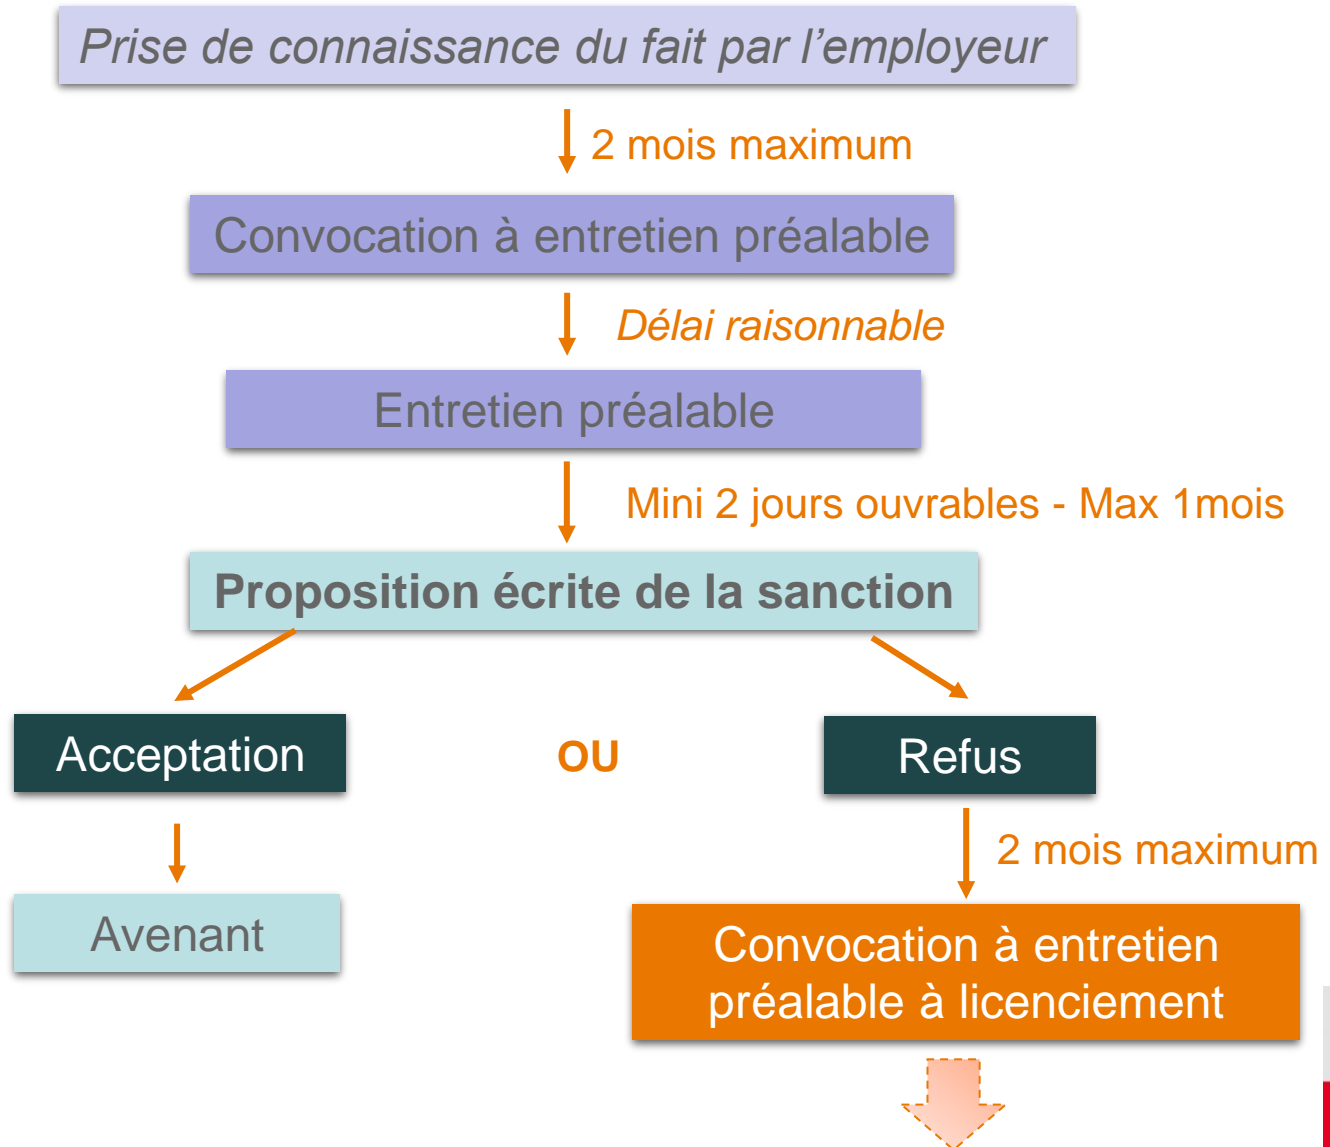 Prise de connaissance du fait par l’employeur
2 mois maximum
Convocation à entretien préalable
Délai raisonnable
Entretien préalable
Mini 2 jours ouvrables - Max 1mois
Proposition écrite de la sanction
Acceptation
OU
Refus
2 mois maximum
Avenant
Convocation à entretien
préalable à licenciement